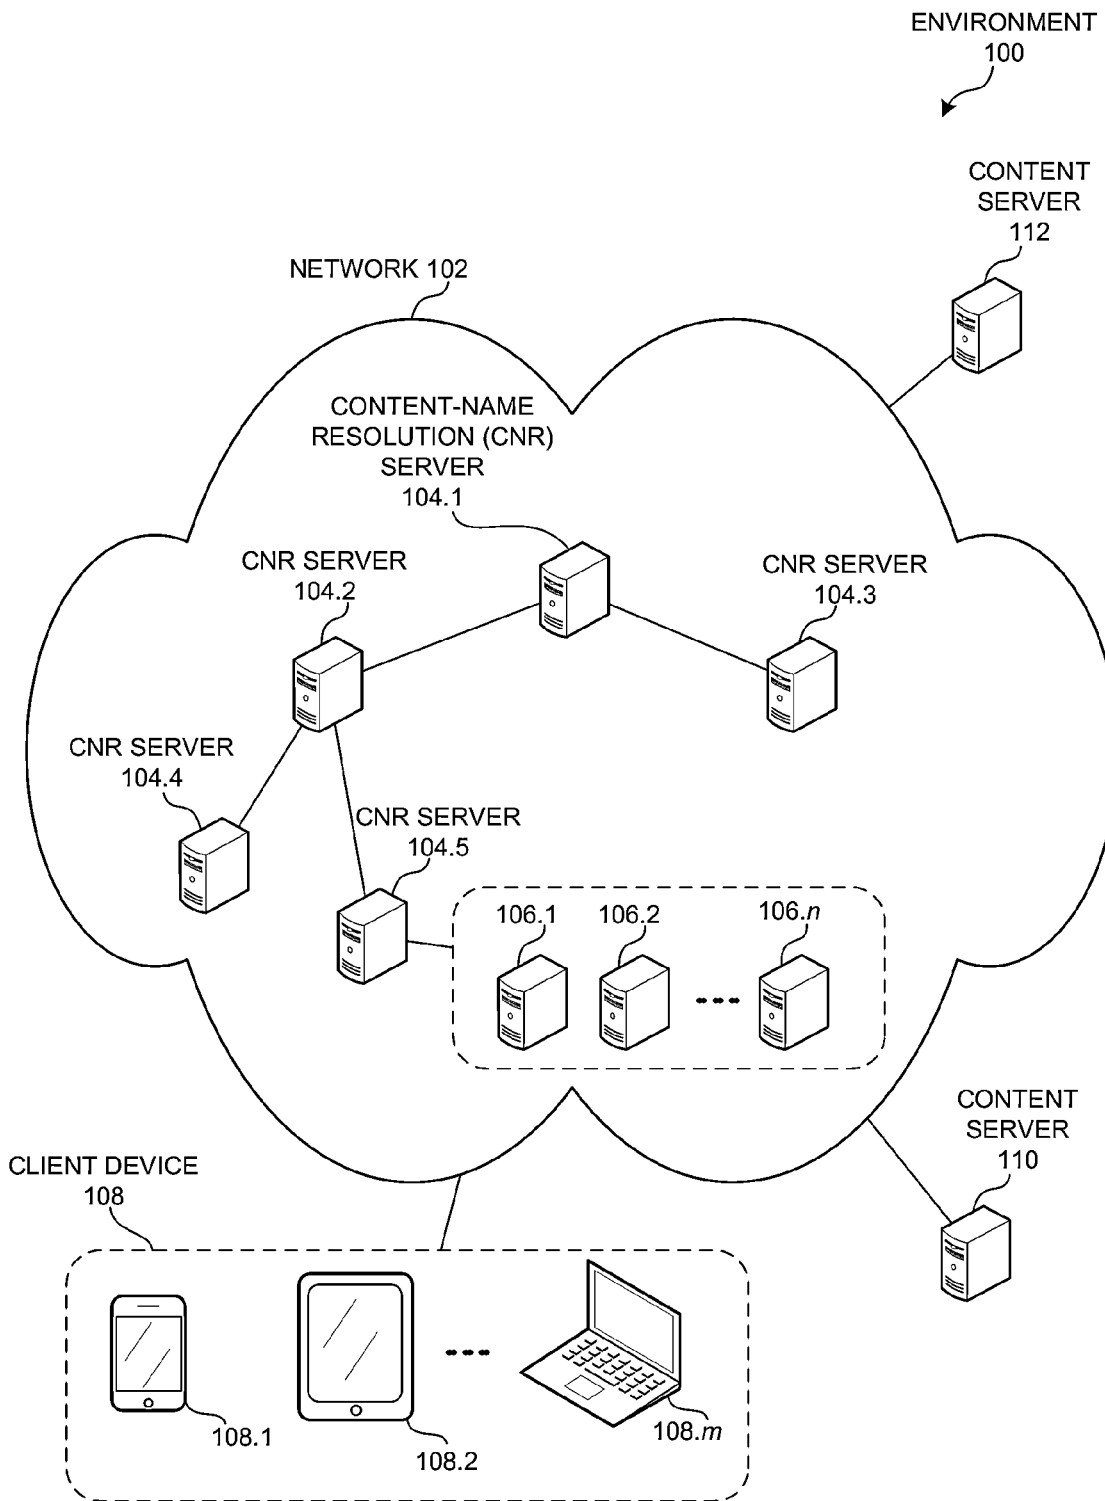 ENVIRONMENT
100
CONTENT
SERVER
112
NETWORK 102
CONTENT-NAME
RESOLUTION (CNR)
SERVER
104.1
CNR SERVER
104.2
CNR SERVER
104.3
CNR SERVER
104.4
CNR SERVER
104.5
106.1
106.2
106.n
CONTENT
SERVER
110
CLIENT DEVICE
108
108.1
108.2
108.m